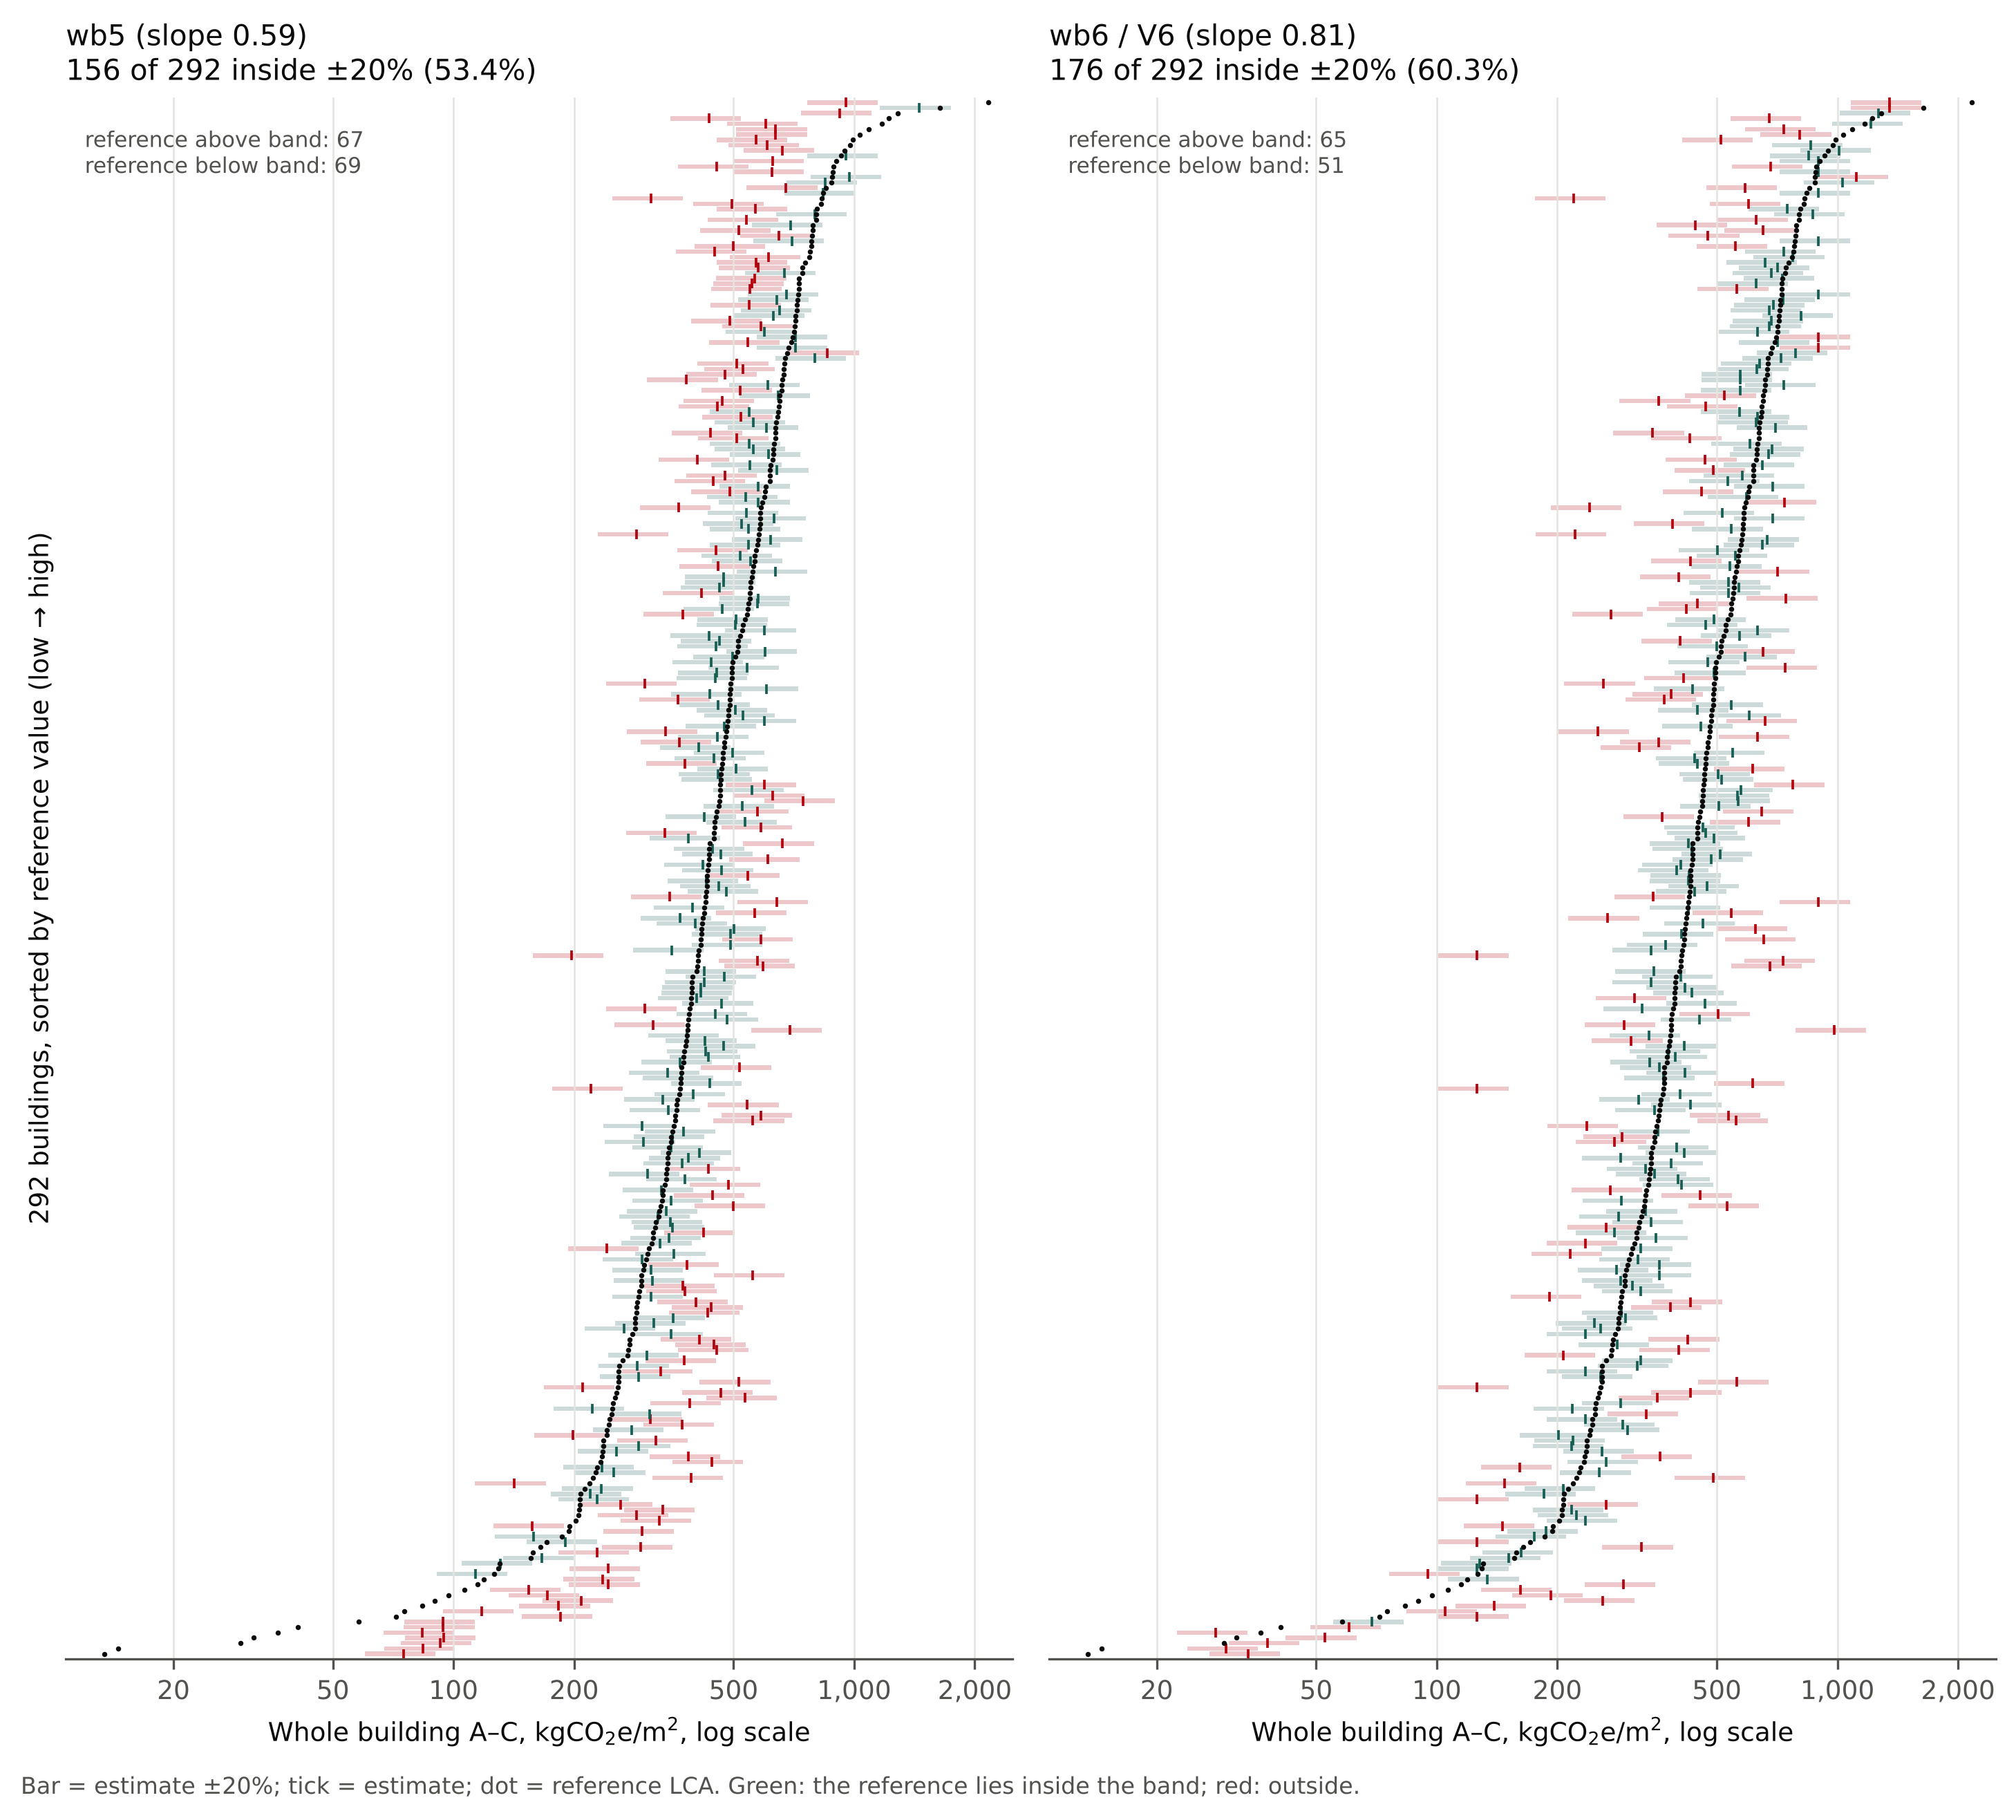 wb5 (slope 0.59)
156 of 292 inside ±20% (53.4%)
reference above band: 67
reference below band: 69
wb6 / V6 (slope 0.81)
176 of 292 inside ±20% (60.3%)
reference above band: 65
reference below band: 51
292 buildings, sorted by reference value (low → high)
20 50 100 200 500 1,000 2,000
Whole building A–C, kgCO₂e/m², log scale
20 50 100 200 500 1,000 2,000
Whole building A–C, kgCO₂e/m², log scale
Bar = estimate ±20%; tick = estimate; dot = reference LCA. Green: the reference lies inside the band; red: outside.